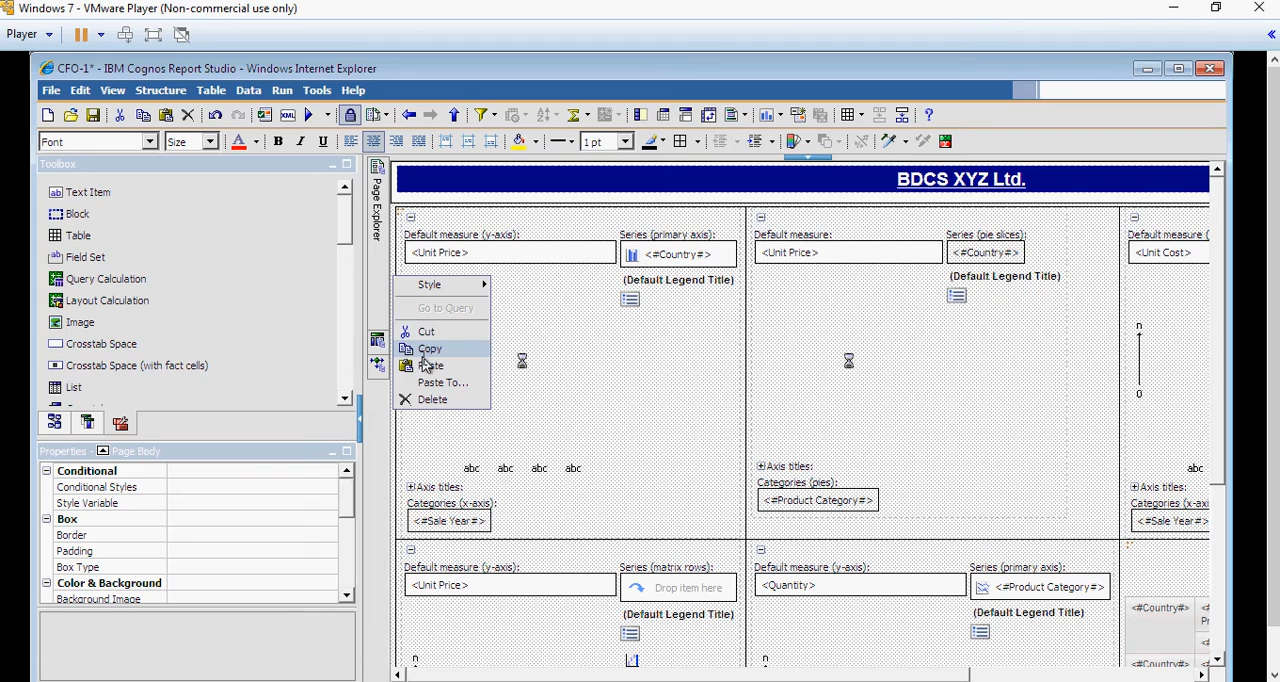 Windows 7 - VMware Player (Non-commercial use only)
Player
CFO-1* - IBM Cognos Report Studio - Windows Internet Explorer
File Edit View Structure Table Data Run Tools Help
Font Size A B I U 1 pt
Toolbox
Text Item
Block
Table
Field Set
Query Calculation
Layout Calculation
Image
Crosstab Space
Crosstab Space (with fact cells)
List
Properties - Page Body
Conditional
Conditional Styles
Style Variable
Box
Border
Padding
Box Type
Color & Background
Background Image
Page Explorer
BDCS XYZ Ltd.
Default measure (y-axis): Series (primary axis):
<Unit Price> <#Country#>
(Default Legend Title)
Style
Go to Query
Cut
Copy
Paste To...
Delete
abc abc abc abc
Axis titles:
Categories (x-axis):
<#Sale Year#>
Default measure: Series (pie slices):
<Unit Price> <#Country#>
(Default Legend Title)
Axis titles:
Categories (pies):
<#Product Category#>
Default measure (
<Unit Cost>
n
0
abc
Axis titles:
Categories (x-axi
<#Sale Year#
Default measure (y-axis): Series (matrix rows):
<Unit Price> Drop item here
(Default Legend Title)
n
Default measure (y-axis): Series (primary axis):
<Quantity> <#Product Category#>
(Default Legend Title)
n
<#Country#> <#
Pr
<#
<#Country#> <#